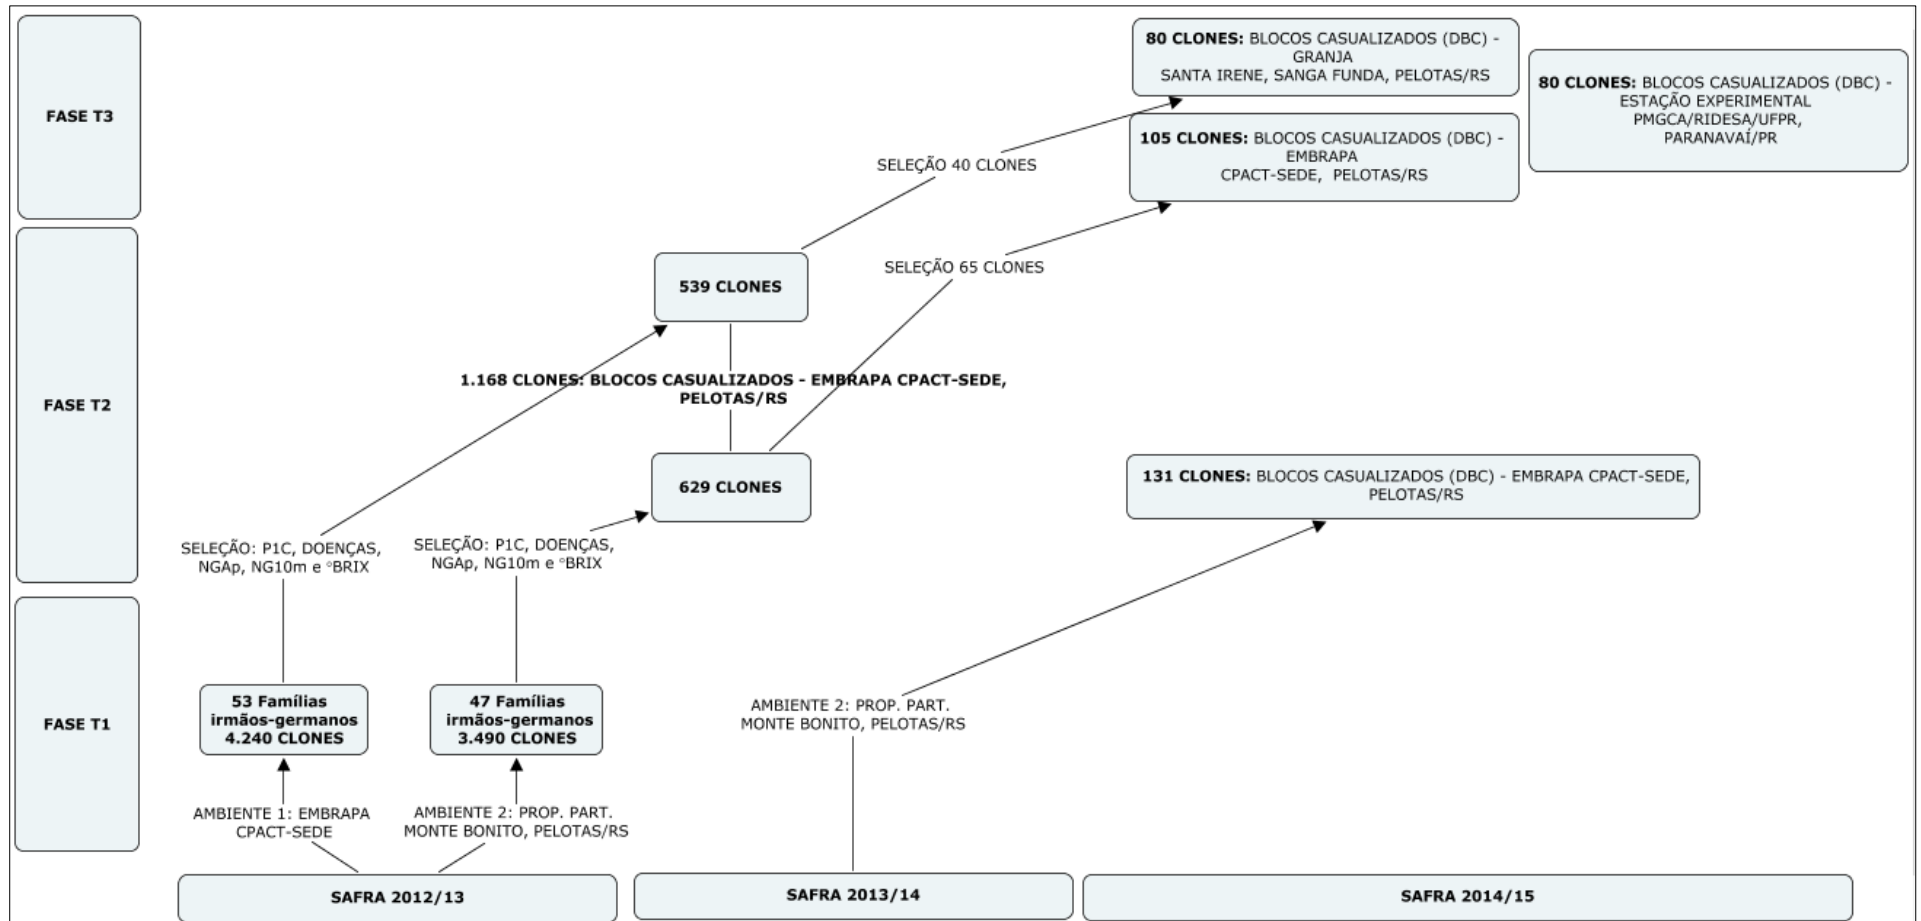 FASE T3
80 CLONES: BLOCOS CASUALIZADOS (DBC) -
GRANJA
SANTA IRENE, SANGA FUNDA, PELOTAS/RS
80 CLONES: BLOCOS CASUALIZADOS (DBC) -
ESTAÇÃO EXPERIMENTAL
PMGCA/RIDESA/UFPR,
PARANAVAÍ/PR
105 CLONES: BLOCOS CASUALIZADOS (DBC) -
EMBRAPA
CPACT-SEDE, PELOTAS/RS
SELEÇÃO 40 CLONES
FASE T2
SELEÇÃO 65 CLONES
539 CLONES
1.168 CLONES: BLOCOS CASUALIZADOS - EMBRAPA CPACT-SEDE,
PELOTAS/RS
629 CLONES
131 CLONES: BLOCOS CASUALIZADOS (DBC) - EMBRAPA CPACT-SEDE,
PELOTAS/RS
SELEÇÃO: P1C, DOENÇAS,
NGAp, NG10m e °BRIX
SELEÇÃO: P1C, DOENÇAS,
NGAp, NG10m e °BRIX
FASE T1
53 Famílias
irmãos-germanos
4.240 CLONES
47 Famílias
irmãos-germanos
3.490 CLONES
AMBIENTE 2: PROP. PART.
MONTE BONITO, PELOTAS/RS
AMBIENTE 1: EMBRAPA
CPACT-SEDE
AMBIENTE 2: PROP. PART.
MONTE BONITO, PELOTAS/RS
SAFRA 2012/13
SAFRA 2013/14
SAFRA 2014/15